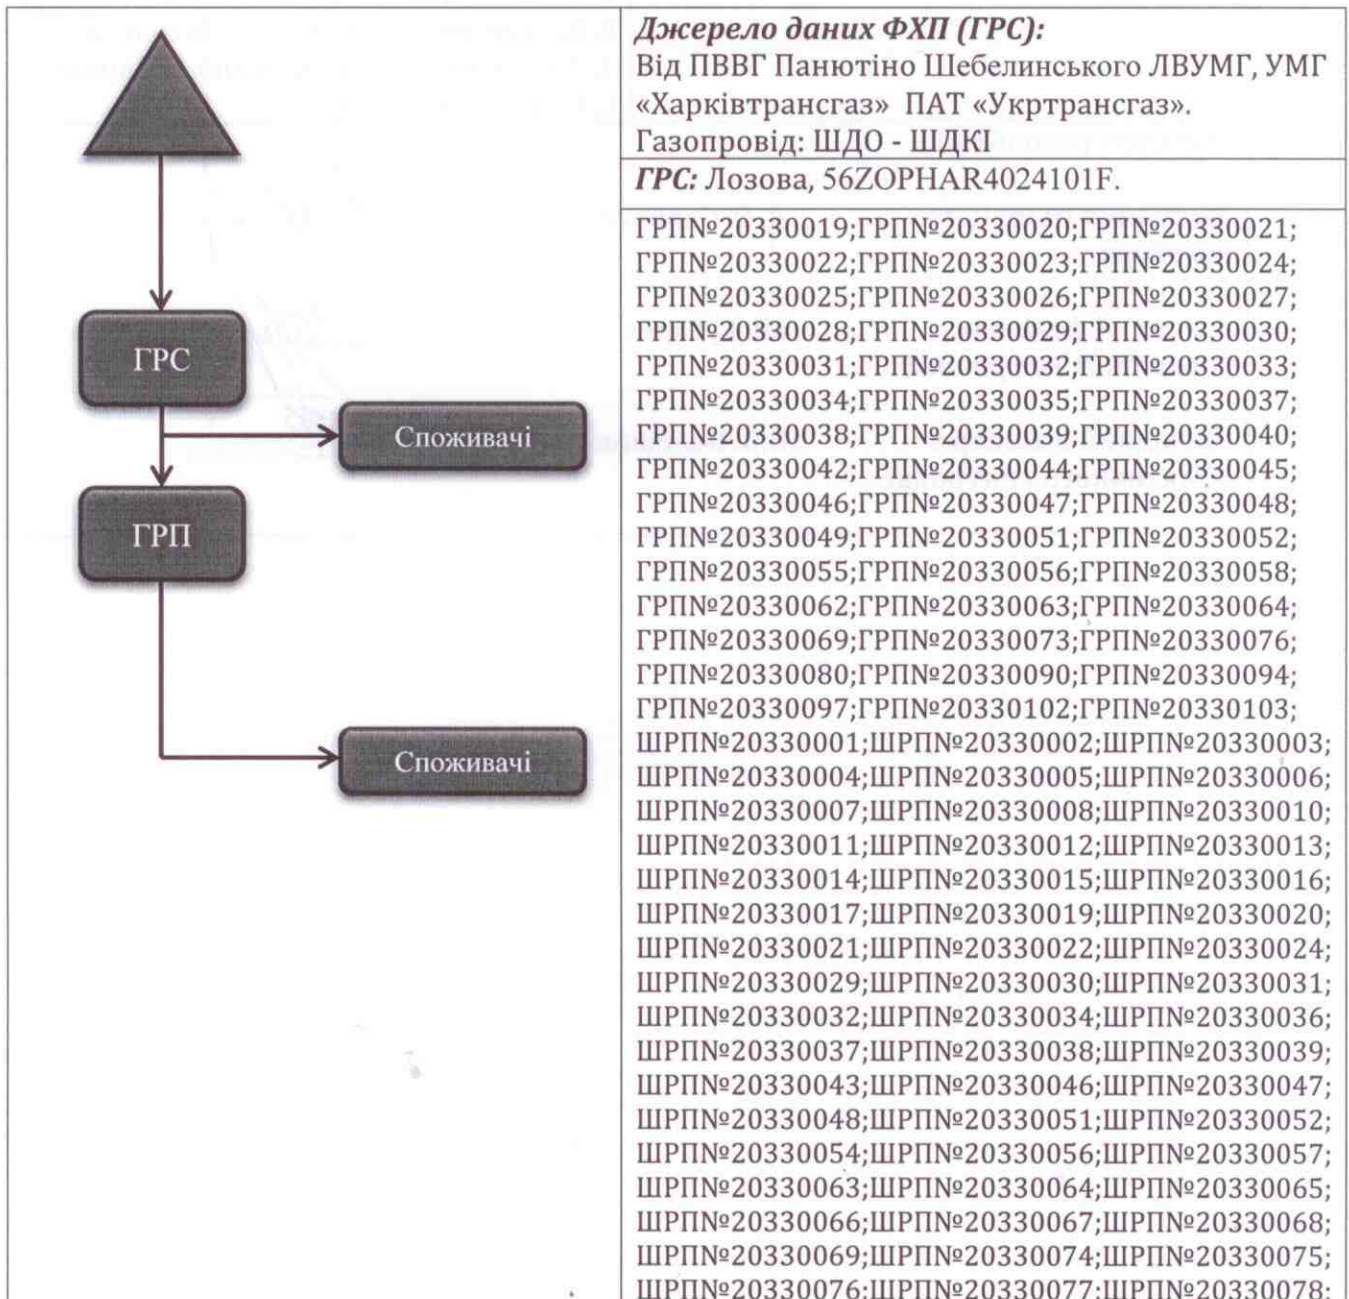 ГРС
Споживачі
ГРП
Споживачі
Джерело даних ФХП (ГРС):
Від ПВВГ Панютіно Шебелинського ЛВУМГ, УМГ
«Харківтрансгаз» ПАТ «Укртрансгаз».
Газопровід: ШДО - ШДКІ
ГРС: Лозова, 56ZOPHAR4024101F.
ГРП№20330019;ГРП№20330020;ГРП№20330021;
ГРП№20330022;ГРП№20330023;ГРП№20330024;
ГРП№20330025;ГРП№20330026;ГРП№20330027;
ГРП№20330028;ГРП№20330029;ГРП№20330030;
ГРП№20330031;ГРП№20330032;ГРП№20330033;
ГРП№20330034;ГРП№20330035;ГРП№20330037;
ГРП№20330038;ГРП№20330039;ГРП№20330040;
ГРП№20330042;ГРП№20330044;ГРП№20330045;
ГРП№20330046;ГРП№20330047;ГРП№20330048;
ГРП№20330049;ГРП№20330051;ГРП№20330052;
ГРП№20330055;ГРП№20330056;ГРП№20330058;
ГРП№20330062;ГРП№20330063;ГРП№20330064;
ГРП№20330069;ГРП№20330073;ГРП№20330076;
ГРП№20330080;ГРП№20330090;ГРП№20330094;
ГРП№20330097;ГРП№20330102;ГРП№20330103;
ШРП№20330001;ШРП№20330002;ШРП№20330003;
ШРП№20330004;ШРП№20330005;ШРП№20330006;
ШРП№20330007;ШРП№20330008;ШРП№20330010;
ШРП№20330011;ШРП№20330012;ШРП№20330013;
ШРП№20330014;ШРП№20330015;ШРП№20330016;
ШРП№20330017;ШРП№20330019;ШРП№20330020;
ШРП№20330021;ШРП№20330022;ШРП№20330024;
ШРП№20330029;ШРП№20330030;ШРП№20330031;
ШРП№20330032;ШРП№20330034;ШРП№20330036;
ШРП№20330037;ШРП№20330038;ШРП№20330039;
ШРП№20330043;ШРП№20330046;ШРП№20330047;
ШРП№20330048;ШРП№20330051;ШРП№20330052;
ШРП№20330054;ШРП№20330056;ШРП№20330057;
ШРП№20330063;ШРП№20330064;ШРП№20330065;
ШРП№20330066;ШРП№20330067;ШРП№20330068;
ШРП№20330069;ШРП№20330074;ШРП№20330075;
ШРП№20330076;ШРП№20330077;ШРП№20330078;